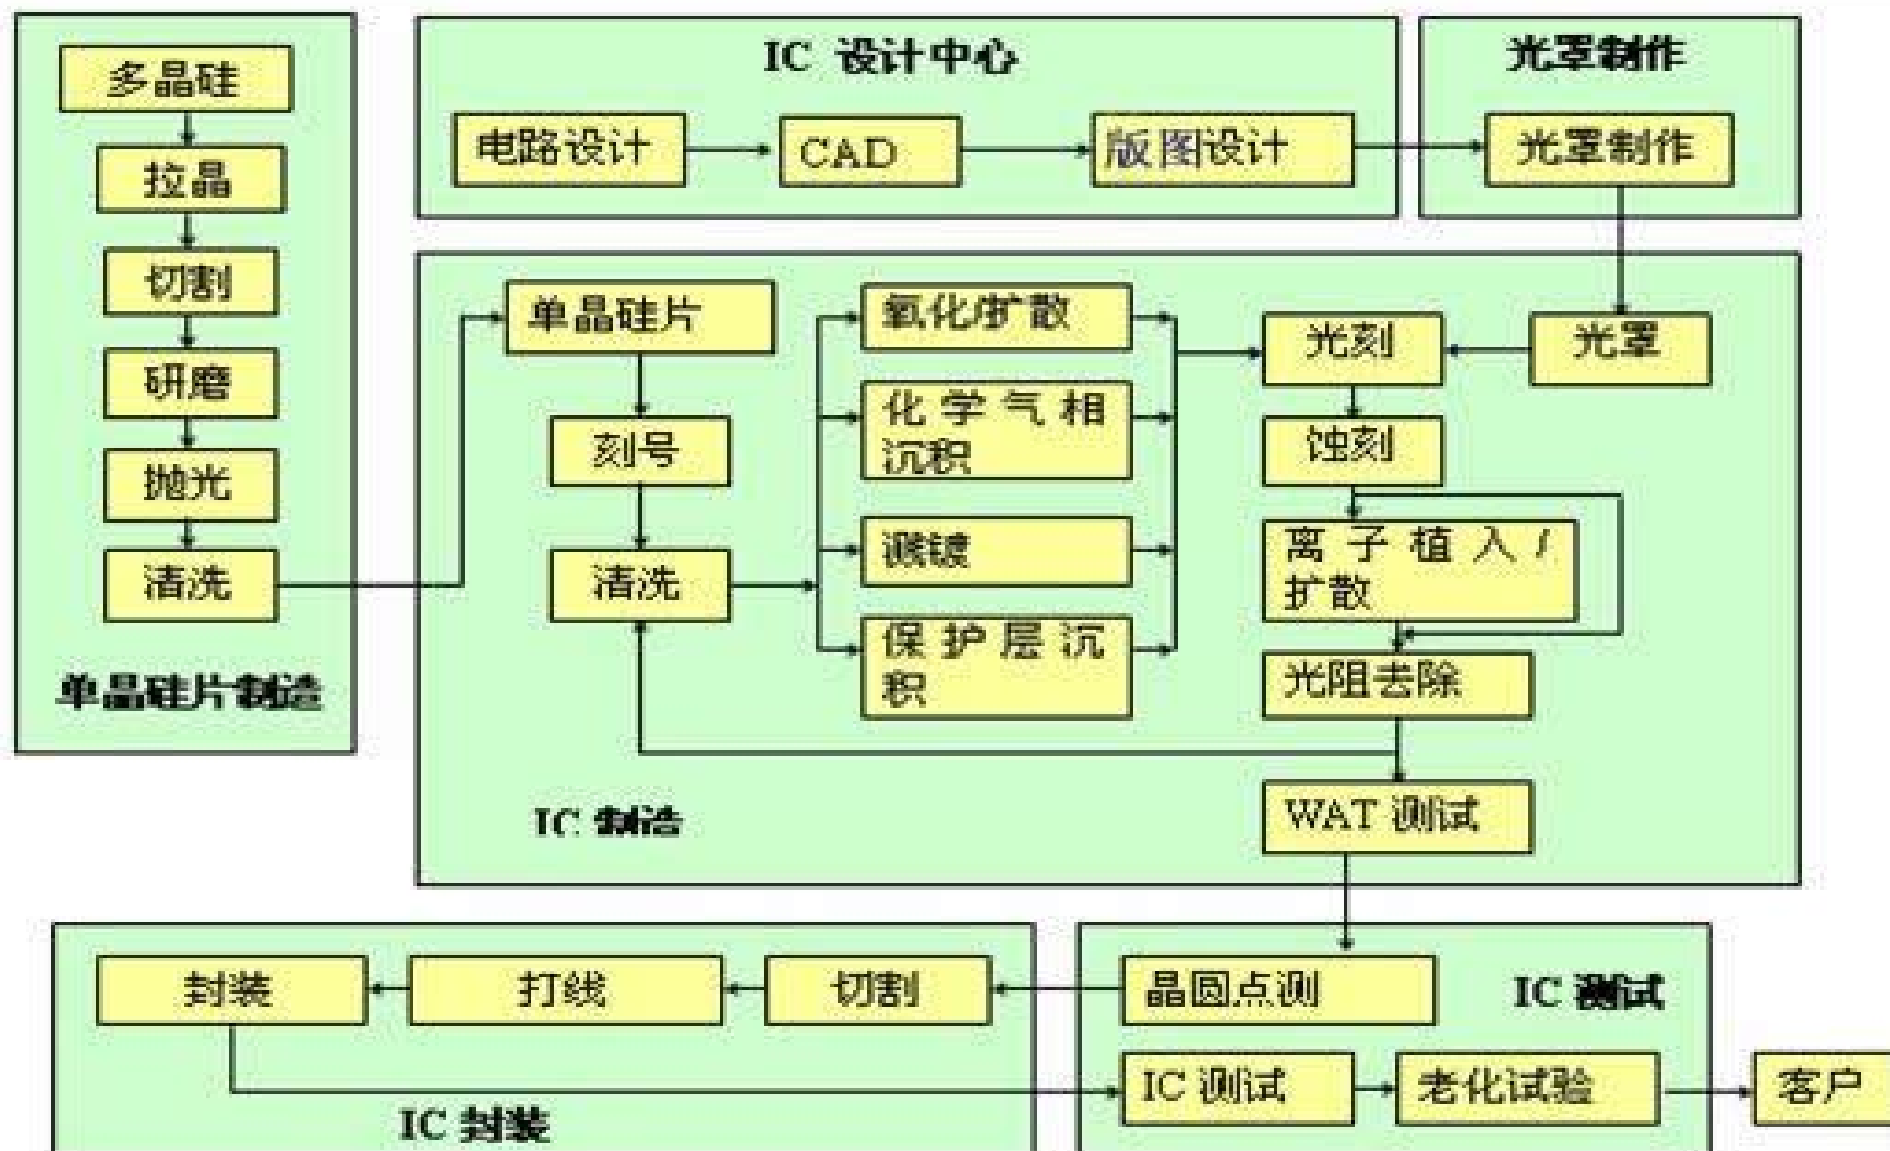 多晶硅
拉晶
切割
研磨
抛光
清洗
单晶硅片制造
IC 设计中心
电路设计
CAD
版图设计
光罩制作
光罩制作
单晶硅片
刻号
清洗
氧化/扩散
化学气相
沉积
溅镀
保护层沉
积
光刻
光罩
蚀刻
离子植入/
扩散
光阻去除
WAT 测试
IC 制造
封装
打线
切割
IC 封装
晶圆点测
IC 测试
IC 测试
老化试验
客户